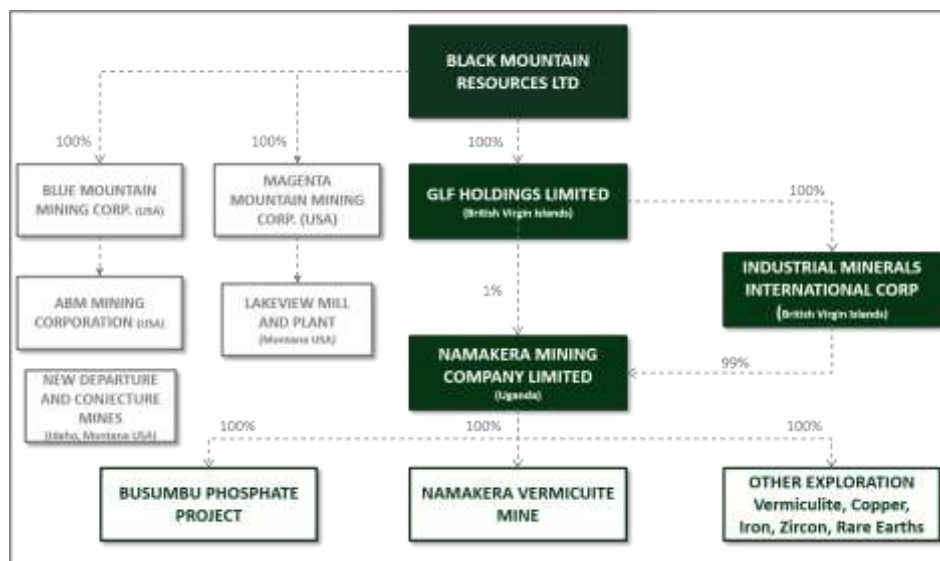 BLACK MOUNTAIN
RESOURCES LTD
100%
100%
100%
BLUE MOUNTAIN
MINING CORP. (USA)
MAGENTA
MOUNTAIN MINING
CORP. (USA)
GLF HOLDINGS LIMITED
(British Virgin Islands)
100%
ABM MINING
CORPORATION (USA)
LAKEVIEW MILL
AND PLANT
(Montana USA)
1%
INDUSTRIAL MINERALS
INTERNATIONAL CORP
(British Virgin Islands)
NEW DEPARTURE
AND CONJECTURE
MINES
(Idaho, Montana USA)
NAMAKERA MINING
COMPANY LIMITED
(Uganda)
99%
100%
100%
100%
BUSUMBU PHOSPHATE
PROJECT
NAMAKERA VERMICUITE
MINE
OTHER EXPLORATION
Vermiculite, Copper,
Iron, Zircon, Rare Earths